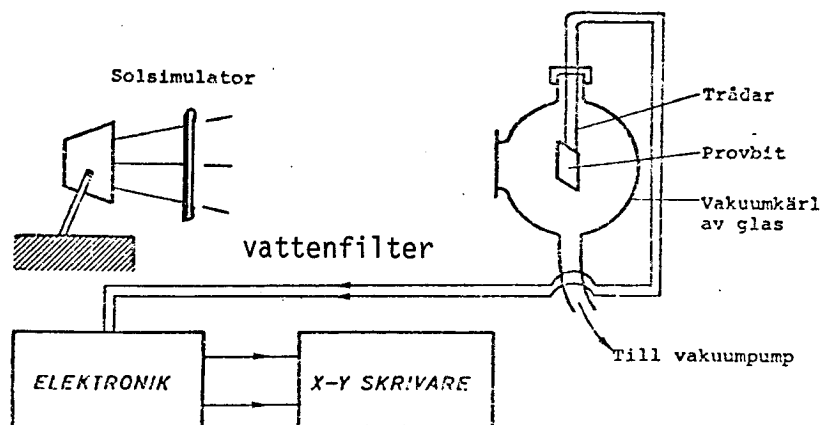 Solsimulator
Trådar
Provbit
Vakuumkärl
av glas
vattenfilter
Till vakuumpump
ELEKTRONIK
X-Y SKRIVARE